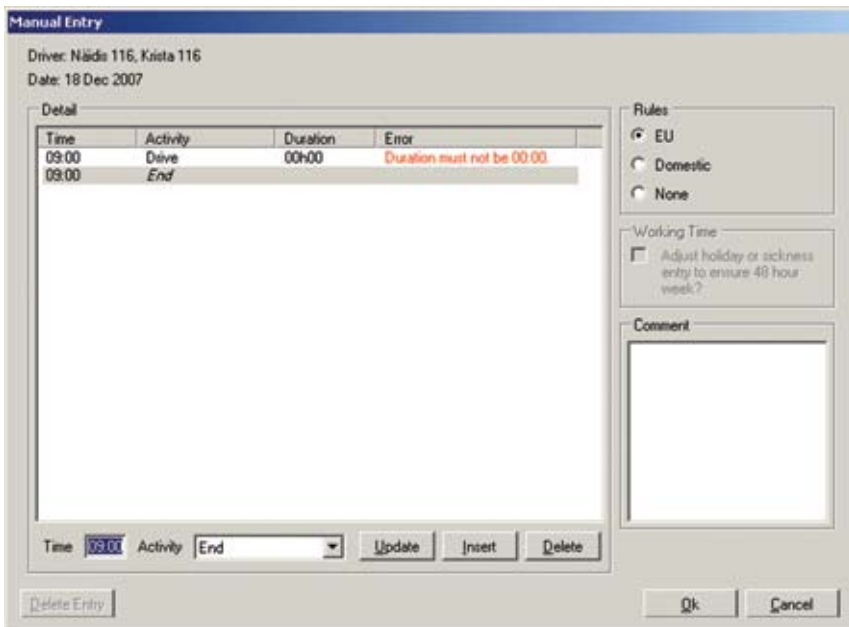 Manual Entry
Driver: Näidis 116, Krista 116
Date: 18 Dec 2007
Detail
Time Activity Duration Error
09:00 Drive 00h00 Duration must not be 00:00.
09:00 End
Time 09:00 Activity End Update Insert Delete
Rules
EU
Domestic
None
Working Time
Adjust holiday or sickness
entry to ensure 48 hour
week?
Comment
Delete Entry
Ok Cancel